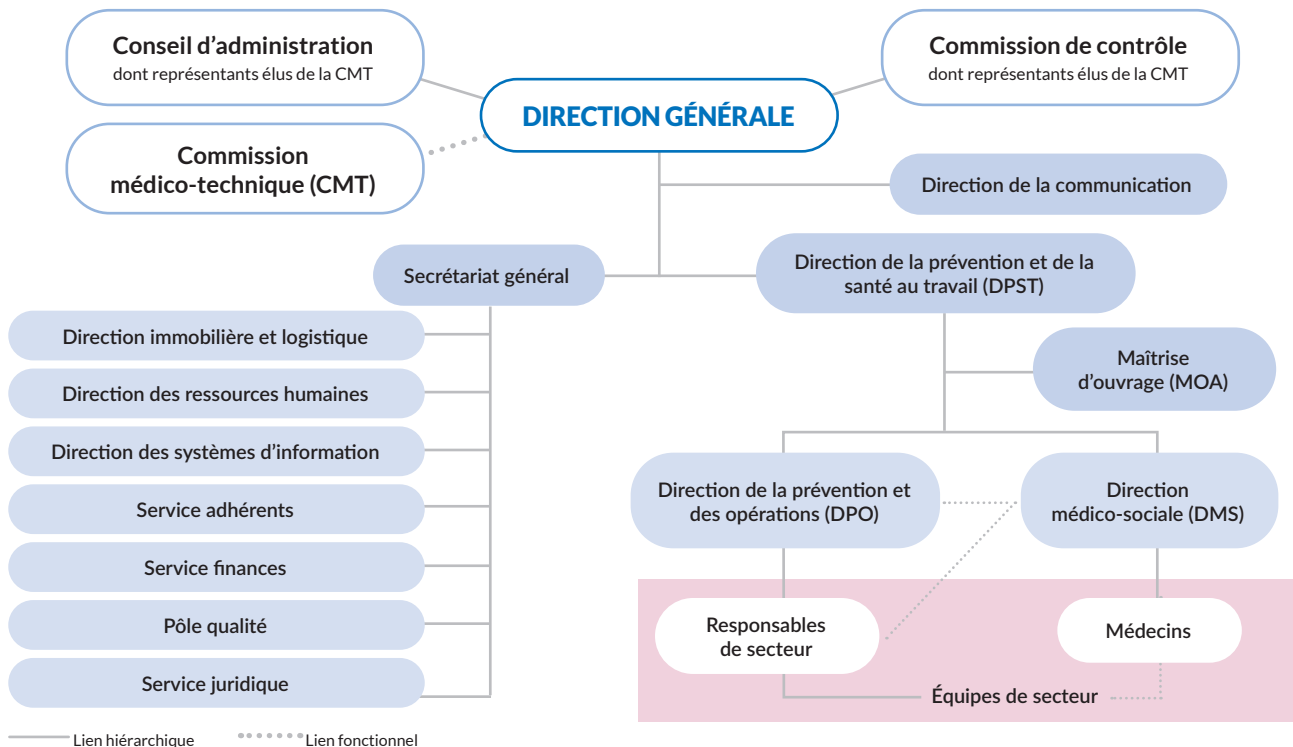 Conseil d’administration
dont représentants élus de la CMT
Commission de contrôle
dont représentants élus de la CMT
DIRECTION GÉNÉRALE
Commission
médico-technique (CMT)
Direction de la communication
Secrétariat général
Direction de la prévention et de la
santé au travail (DPST)
Direction immobilière et logistique
Direction des ressources humaines
Direction des systèmes d’information
Service adhérents
Service finances
Pôle qualité
Service juridique
Maîtrise
d’ouvrage (MOA)
Direction de la prévention et
des opérations (DPO)
Direction
médico-sociale (DMS)
Responsables
de secteur
Médecins
Équipes de secteur
Lien hiérarchique
Lien fonctionnel